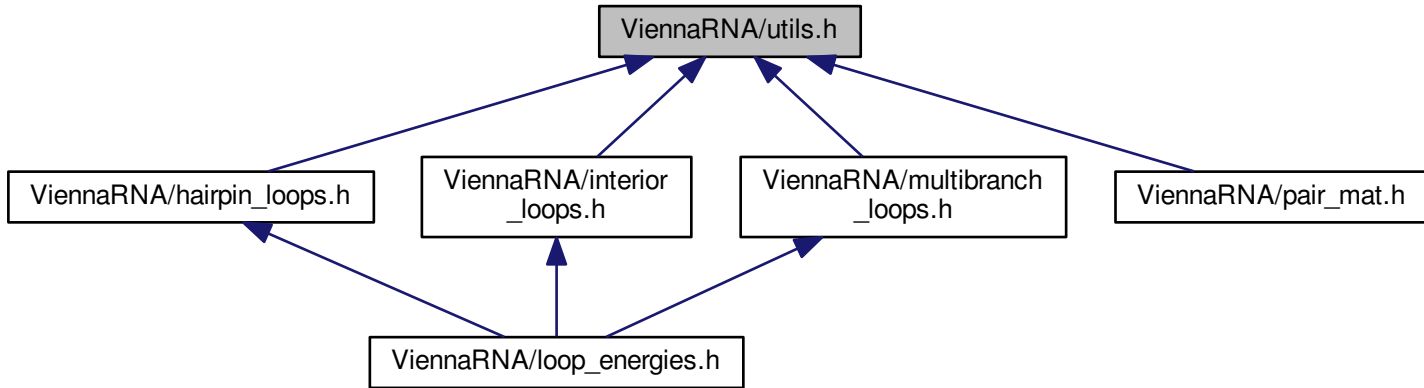 ViennaRNA/utils.h
ViennaRNA/hairpin_loops.h
ViennaRNA/interior
_loops.h
ViennaRNA/multibranch
_loops.h
ViennaRNA/pair_mat.h
ViennaRNA/loop_energies.h